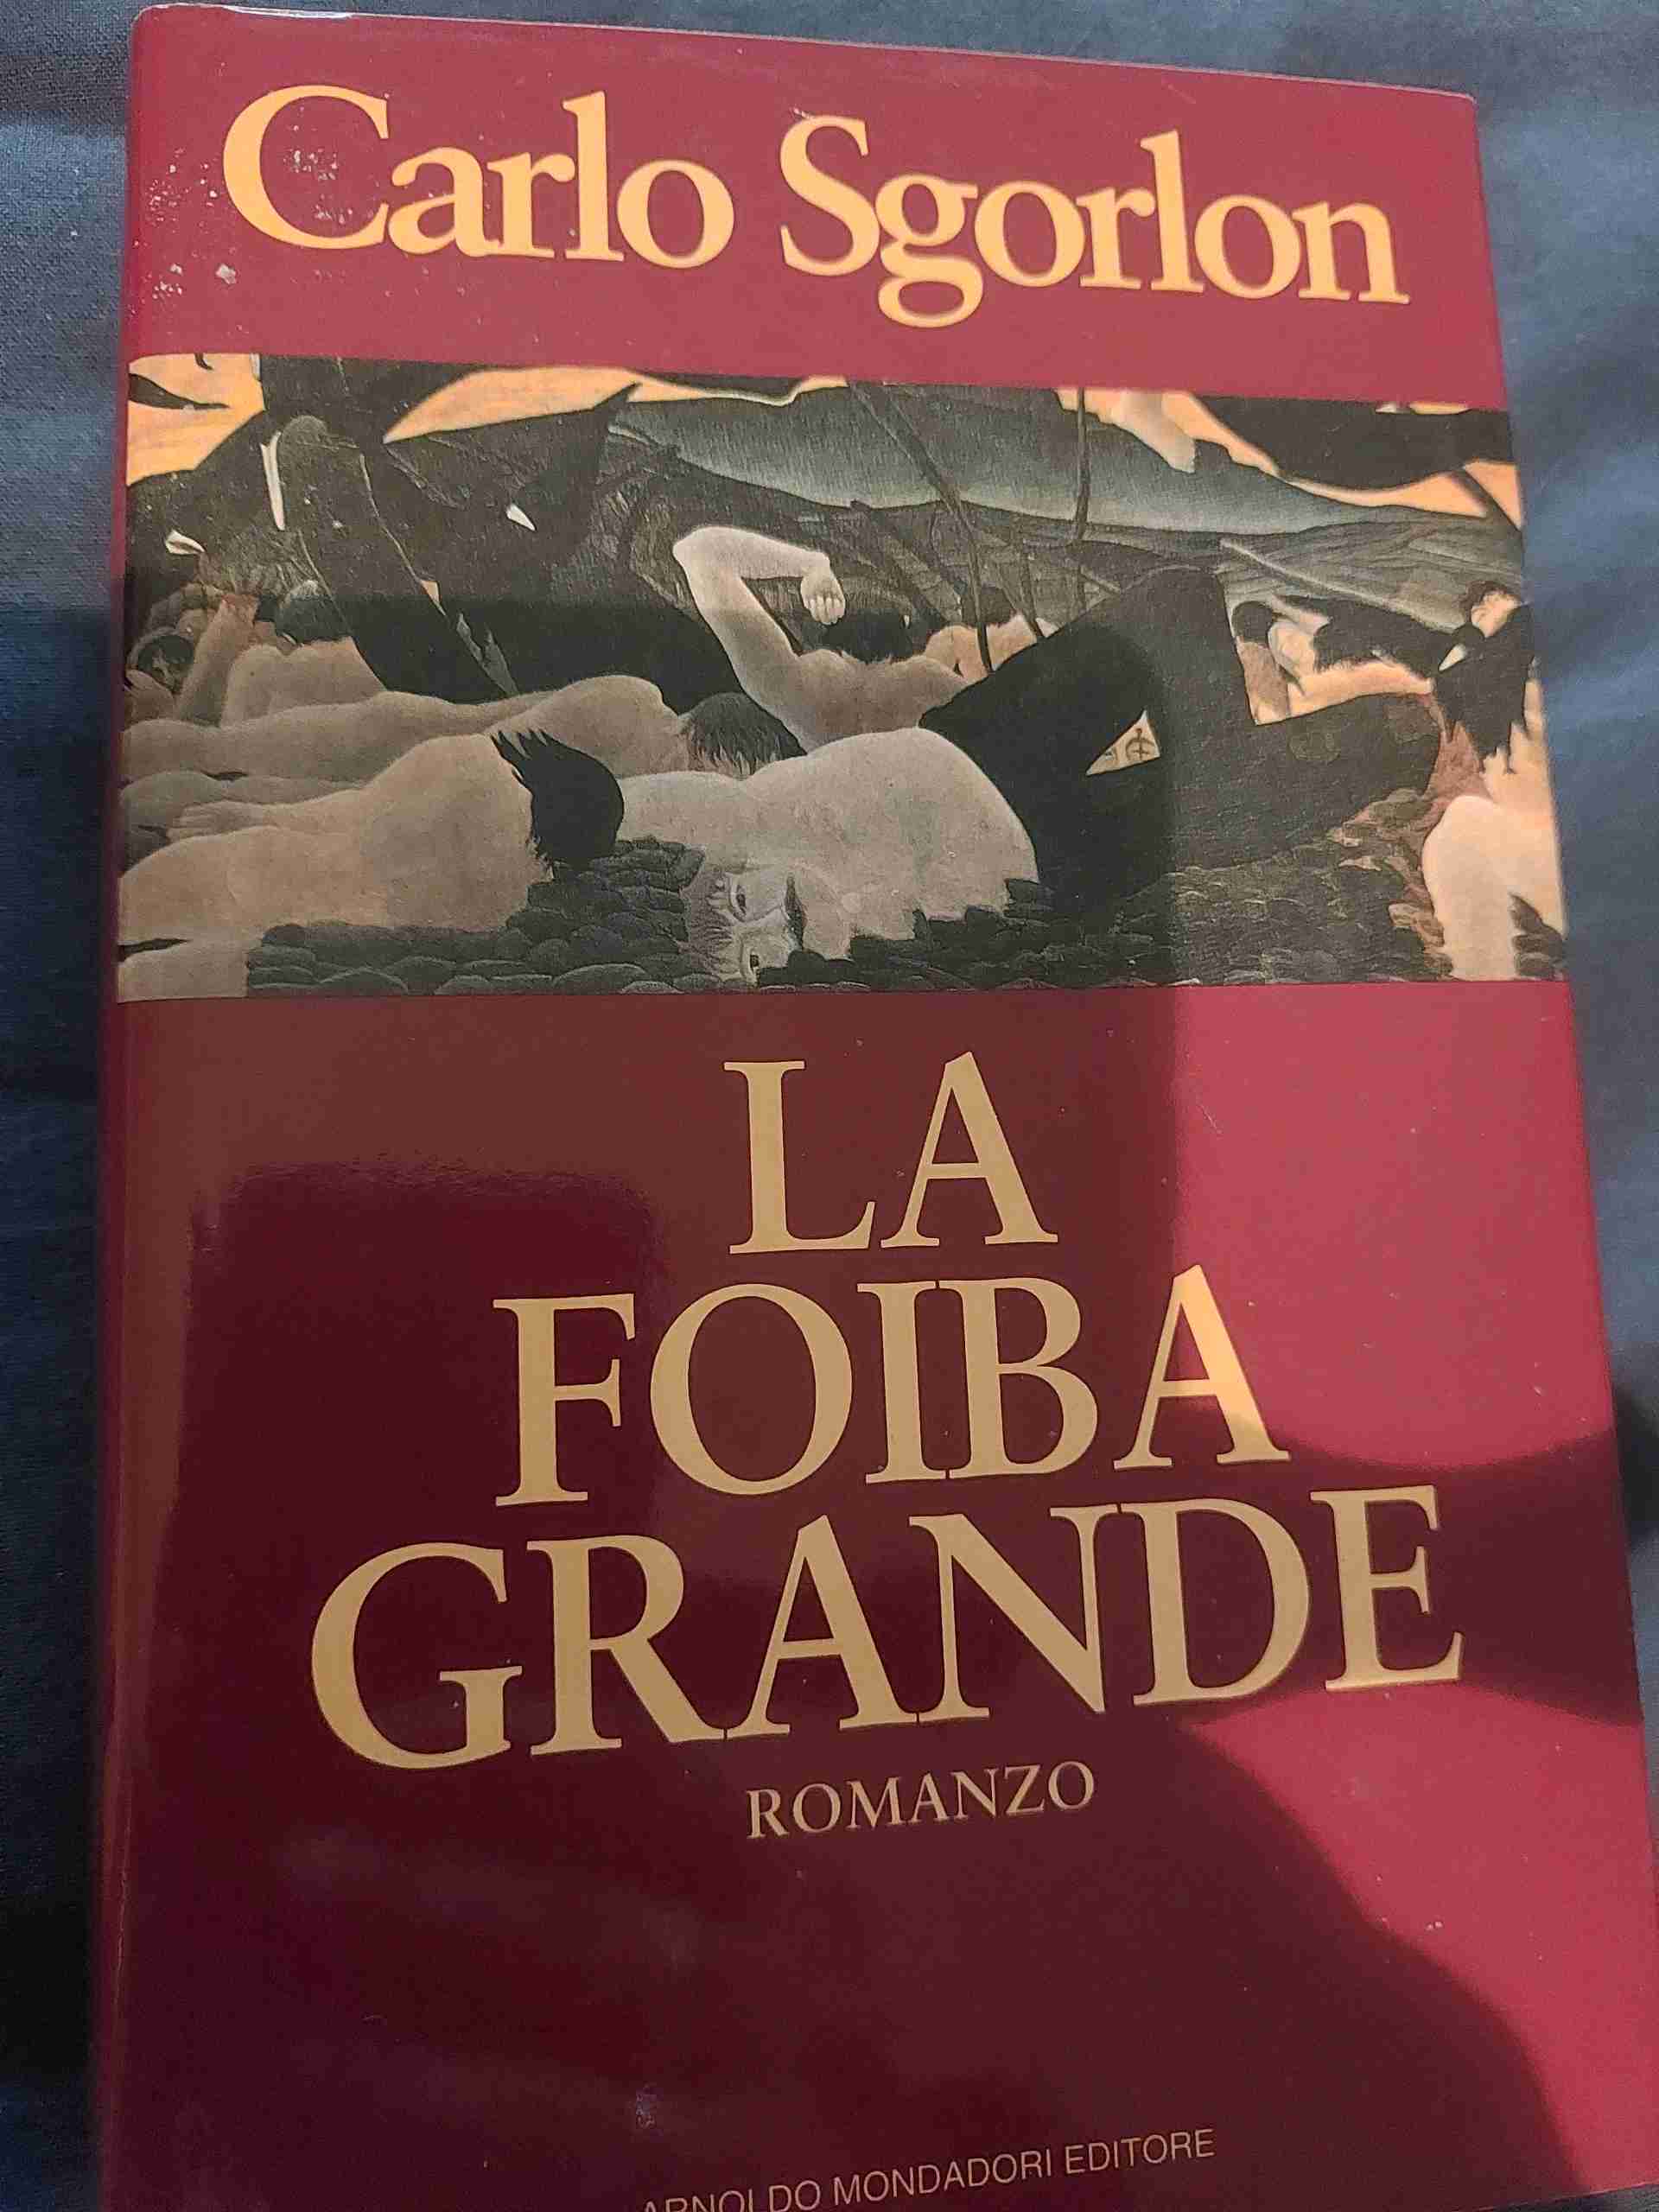 Carlo Sgorlon
LA
FOIBA
GRANDE
ROMANZO
ARNOLDO MONDADORI EDITORE